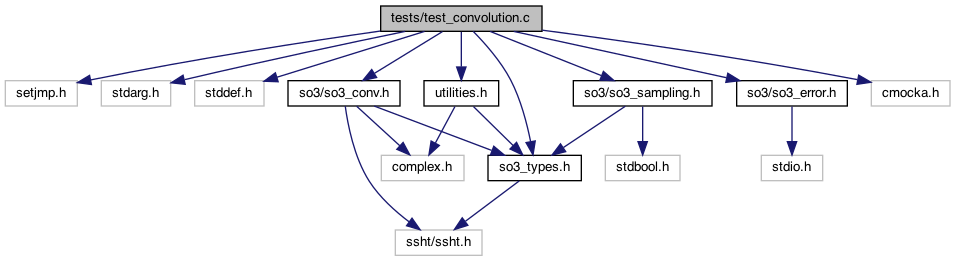 tests/test_convolution.c
setjmp.h
stdarg.h
stddef.h
so3/so3_conv.h
utilities.h
so3/so3_sampling.h
so3/so3_error.h
cmocka.h
complex.h
so3_types.h
stdbool.h
stdio.h
ssht/ssht.h